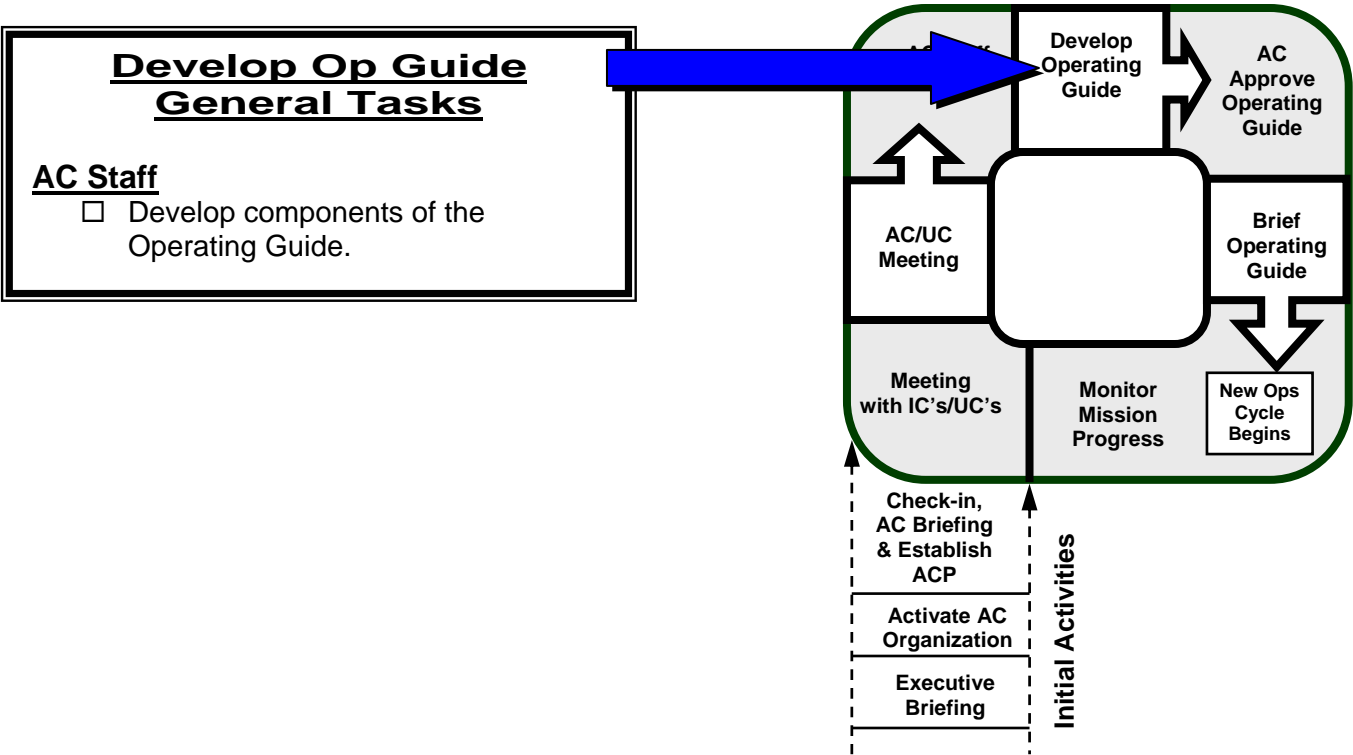 Develop Op Guide
General Tasks
AC Staff
☐ Develop components of the
Operating Guide.
Develop
Operating
Guide
AC
Approve
Operating
Guide
AC/UC
Meeting
Brief
Operating
Guide
Meeting
with IC's/UC's
Monitor
Mission
Progress
New Ops
Cycle
Begins
Check-in,
AC Briefing
& Establish
ACP
Activate AC
Organization
Executive
Briefing
Initial Activities